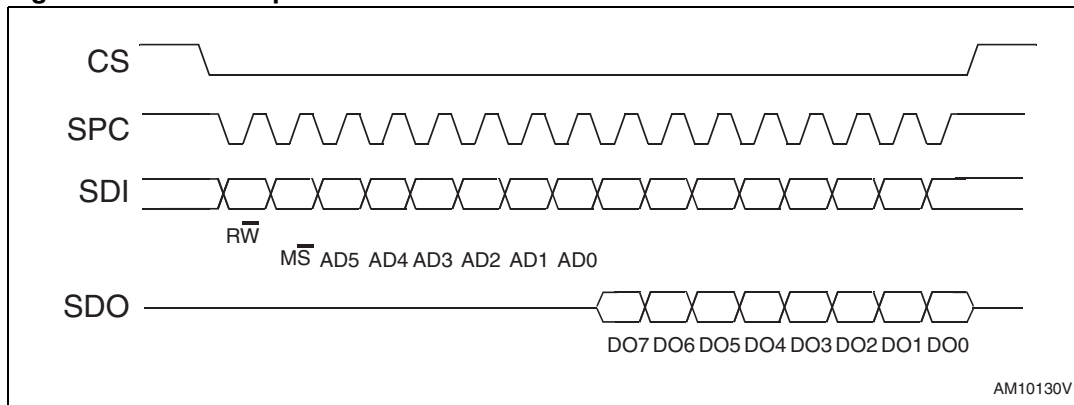 CS
SPC
SDI
RW̅
MS̅ AD5 AD4 AD3 AD2 AD1 AD0
SDO
DO7 DO6 DO5 DO4 DO3 DO2 DO1 DO0
AM10130V